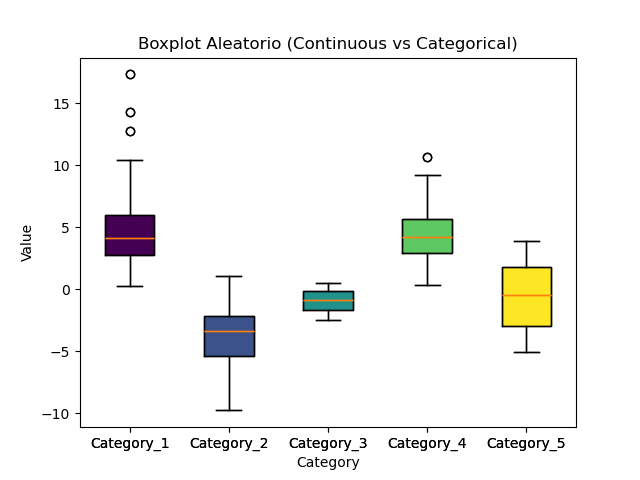 Boxplot Aleatorio (Continuous vs Categorical)
15
10
5
0
−5
−10
Value
Category_1 Category_2 Category_3 Category_4 Category_5
Category